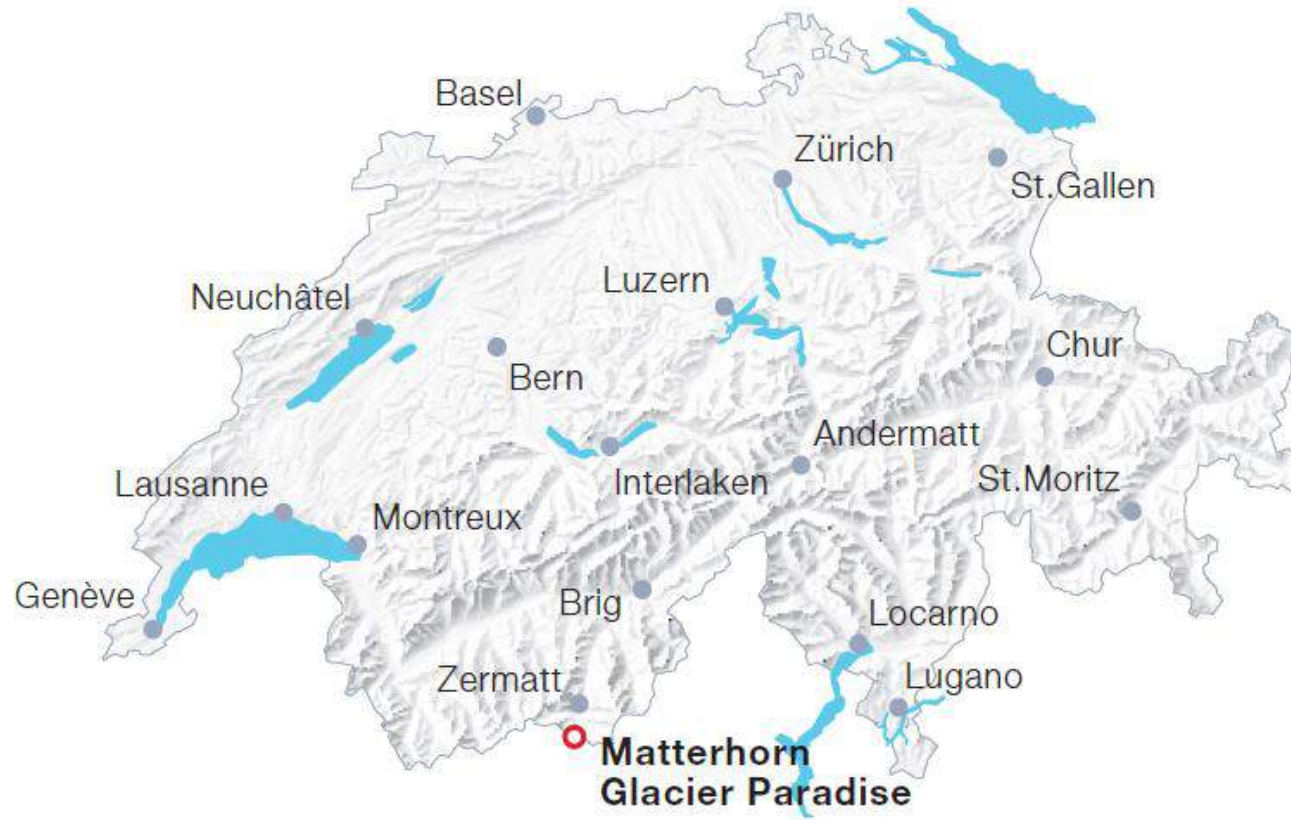 Basel
Zürich
St.Gallen
Neuchâtel
Luzern
Bern
Chur
Andermatt
Interlaken
St.Moritz
Lausanne
Montreux
Genève
Brig
Locarno
Zermatt
Lugano
Matterhorn
Glacier Paradise